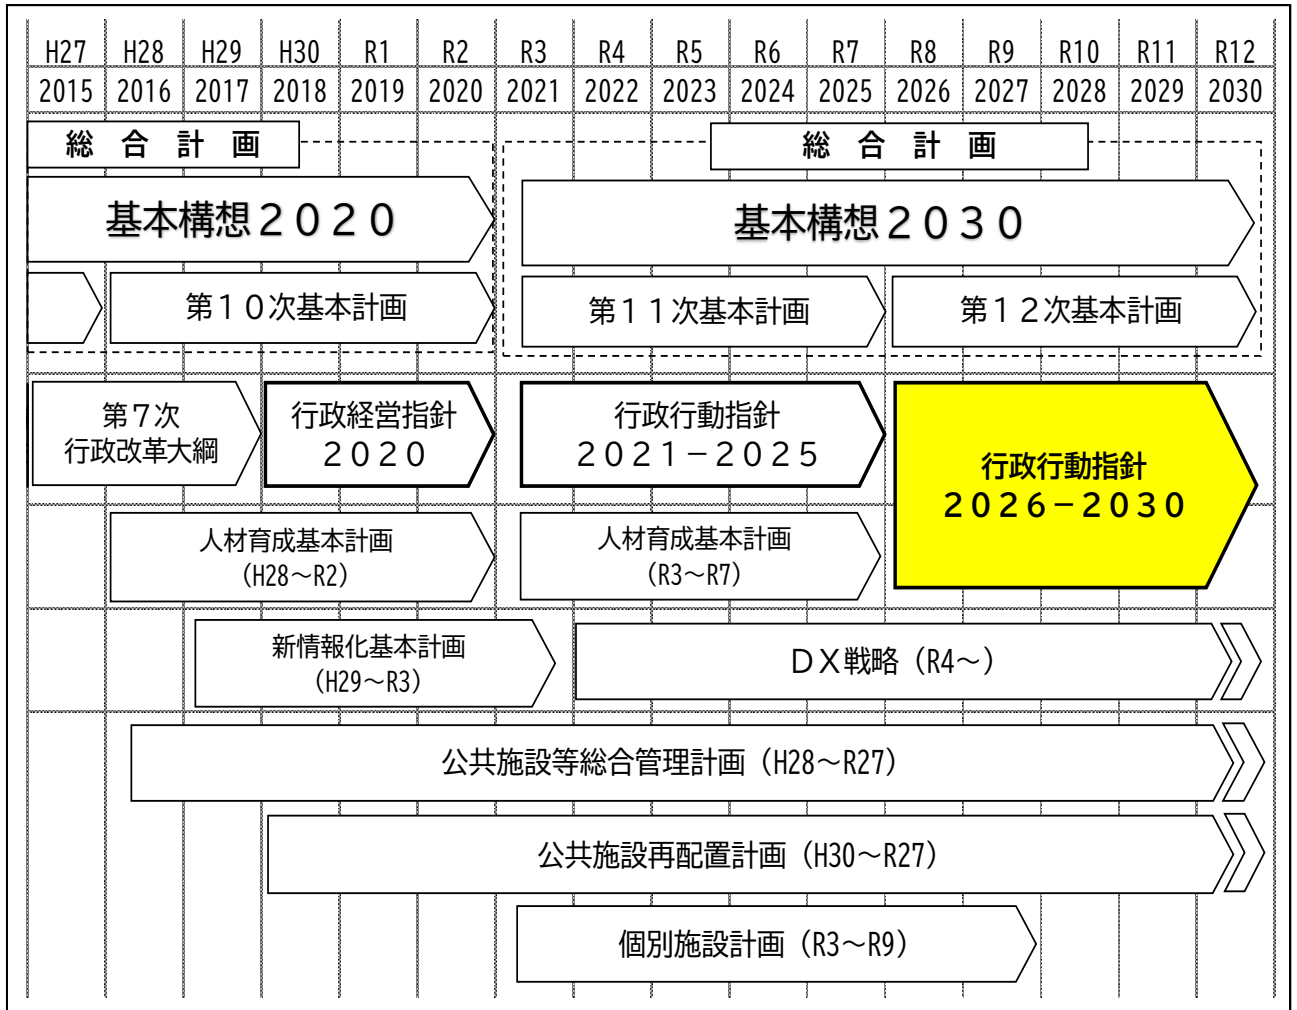 H27 H28 H29 H30 R1 R2 R3 R4 R5 R6 R7 R8 R9 R10 R11 R12
2015 2016 2017 2018 2019 2020 2021 2022 2023 2024 2025 2026 2027 2028 2029 2030
総 合 計 画
総 合 計 画
基本構想２０２０
基本構想２０３０
第１０次基本計画
第１１次基本計画
第１２次基本計画
第７次
行政改革大綱
行政経営指針
２０２０
行政行動指針
２０２１－２０２５
行政行動指針
２０２６－２０３０
人材育成基本計画
（H28～R2）
人材育成基本計画
（R3～R7）
新情報化基本計画
（H29～R3）
ＤＸ戦略（R4～）
公共施設等総合管理計画（H28～R27）
公共施設再配置計画（H30～R27）
個別施設計画（R3～R9）